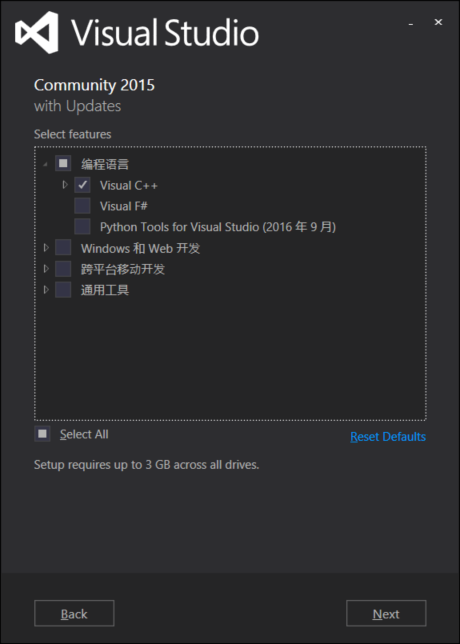 Visual Studio
Community 2015
with Updates
Select features
编程语言
Visual C++
Visual F#
Python Tools for Visual Studio (2016 年 9 月)
Windows 和 Web 开发
跨平台移动开发
通用工具
Select All
Reset Defaults
Setup requires up to 3 GB across all drives.
Back
Next